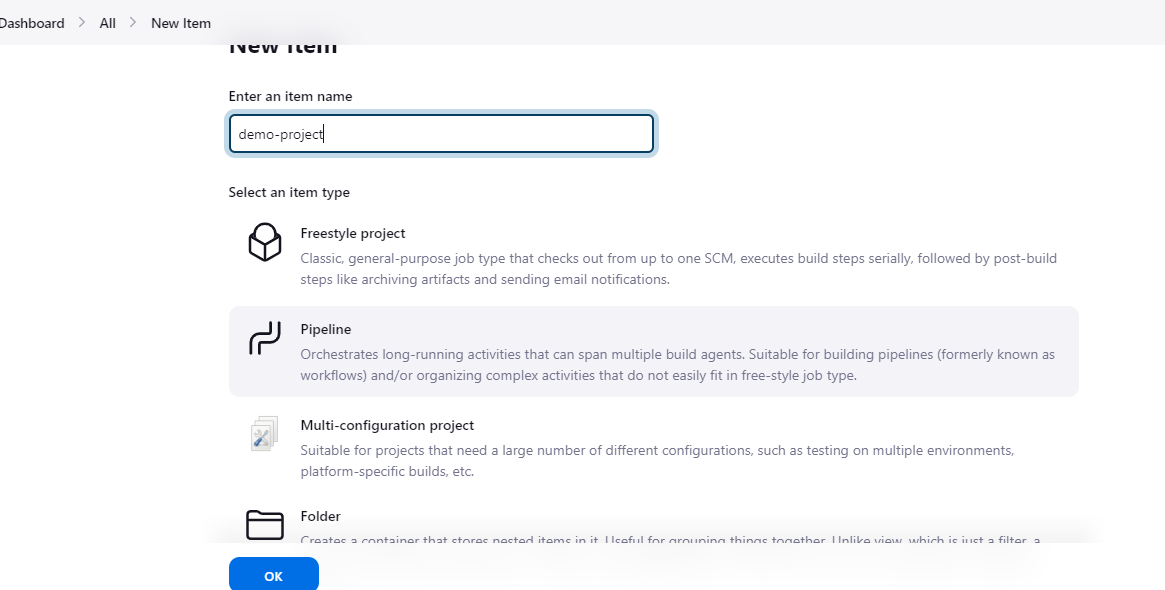 Dashboard > All > New Item
New Item
Enter an item name
demo-project
Select an item type
Freestyle project
Classic, general-purpose job type that checks out from up to one SCM, executes build steps serially, followed by post-build
steps like archiving artifacts and sending email notifications.
Pipeline
Orchestrates long-running activities that can span multiple build agents. Suitable for building pipelines (formerly known as
workflows) and/or organizing complex activities that do not easily fit in free-style job type.
Multi-configuration project
Suitable for projects that need a large number of different configurations, such as testing on multiple environments,
platform-specific builds, etc.
Folder
Creates a container that stores nested items in it. Useful for grouping things together. Unlike view, which is just a filter, a
OK